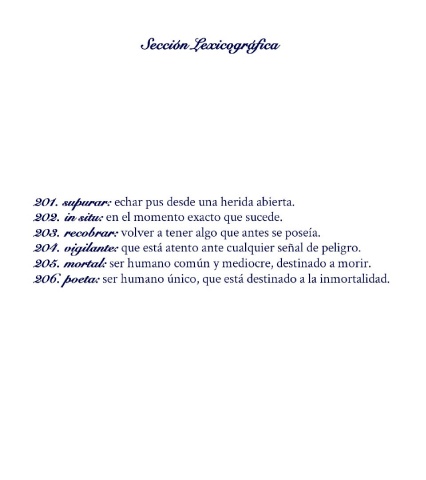 Sección Lexicográfica
201. supurar: echar pus desde una herida abierta.
202. in situ: en el momento exacto que sucede.
203. recobrar: volver a tener algo que antes se poseía.
204. vigilante: que está atento ante cualquier señal de peligro.
205. mortal: ser humano común y mediocre, destinado a morir.
206. poeta: ser humano único, que está destinado a la inmortalidad.